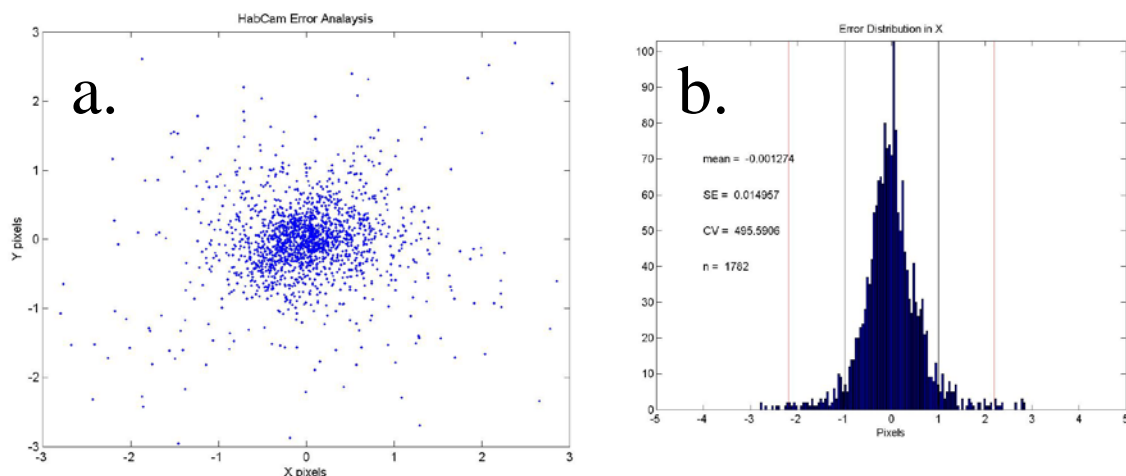 HabCam Error Analaysis
a.
3
2
1
0
-1
-2
-3
Y pixels
-3 -2 -1 0 1 2 3
X pixels
Error Distribution in X
b.
100
90
80
70
60
50
40
30
20
10
0
mean = -0.001274
SE = 0.014957
CV = 495.5906
n = 1762
-5 -4 -3 -2 -1 0 1 2 3 4 5
Pixels